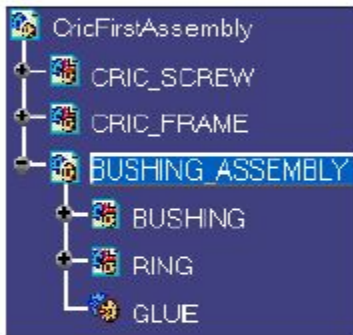 CricFirstAssembly
CRIC_SCREW
CRIC_FRAME
BUSHING_ASSEMBLY
BUSHING
RING
GLUE